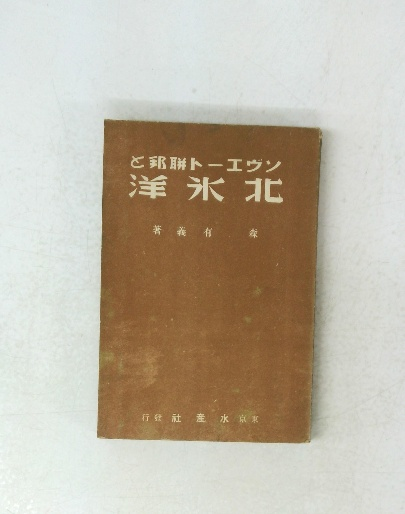 ソヴエート聯邦と
北氷洋
森有義著
東京水産社發行